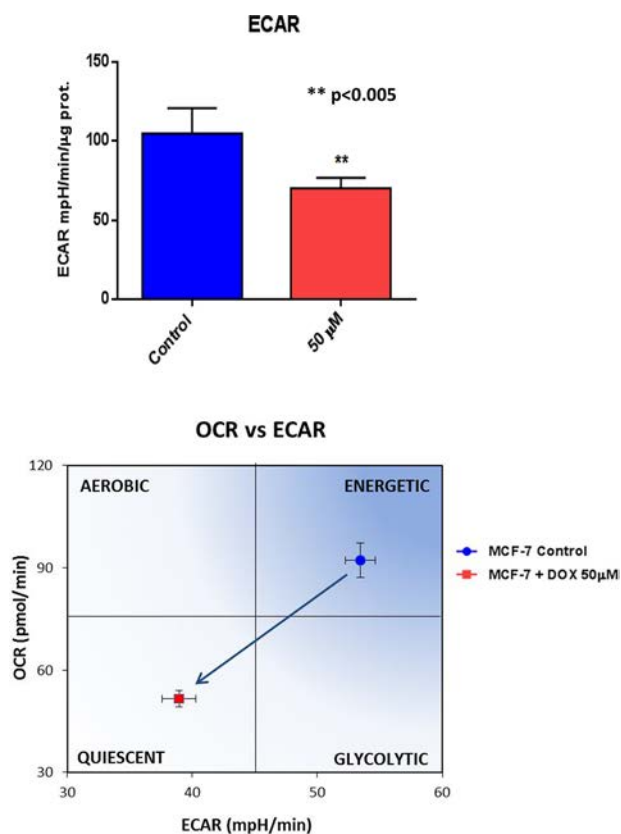 ECAR
ECAR mpH/min/µg prot.
150
100
50
0
** p<0.005
**
Control
50 µM
OCR vs ECAR
OCR (pmol/min)
120
90
60
30
AEROBIC
ENERGETIC
QUIESCENT
GLYCOLYTIC
30
40
50
60
ECAR (mpH/min)
MCF-7 Control
MCF-7 + DOX 50µM